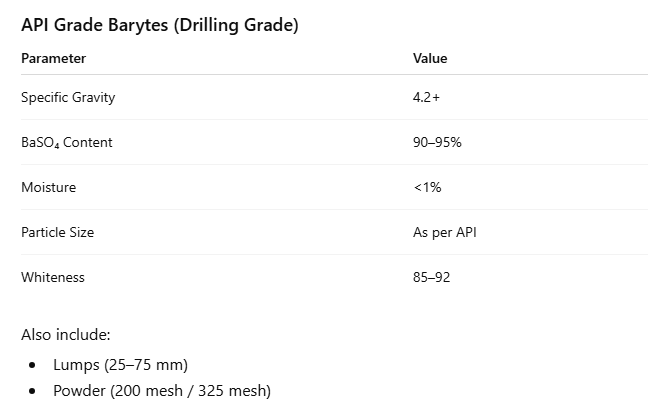 API Grade Barytes (Drilling Grade)
Parameter Value
Specific Gravity 4.2+
BaSO₄ Content 90–95%
Moisture <1%
Particle Size As per API
Whiteness 85–92
Also include:
• Lumps (25–75 mm)
• Powder (200 mesh / 325 mesh)